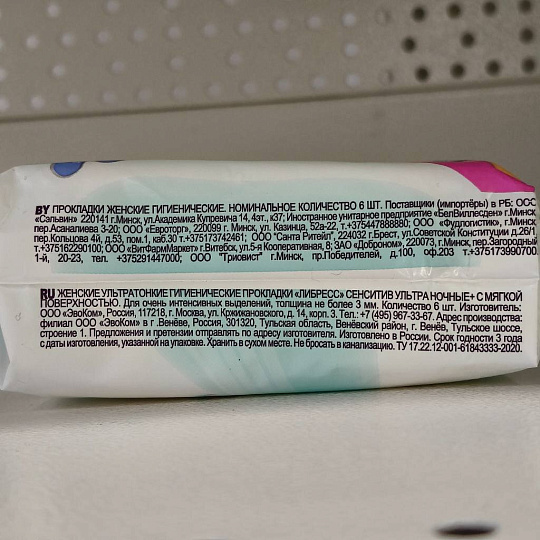 BY ПРОКЛАДКИ ЖЕНСКИЕ ГИГИЕНИЧЕСКИЕ. НОМИНАЛЬНОЕ КОЛИЧЕСТВО 6 ШТ. Поставщики (импортёры) в РБ: ООО
«Сэльвин» 220141 г.Минск, ул.Академика Купревича 14, 4эт., к37; Иностранное унитарное предприятие «БелВиллесден» г.Минск,
пер.Асаналиева 3-20; ООО «Евроторг», 220099 г. Минск, ул. Казинца, 52а-22, т.+375447888880; ООО «Фудлогистик», г.Минск,
пер.Кольцова 4й, д.53, пом.1, каб.30 т.+375173742461; ООО "Санта Ритейл", 224032 г.Брест, ул.Советской Конституции д.26/1,
т.+375162290100; ООО «ВитФармМаркет» г.Витебск, ул.5-я Кооперативная, 8; ЗАО «Доброном», 220073, г.Минск, пер.Загородный
1-й, 20-23, тел. +375291447000; ООО "Триовист" г.Минск, пр.Победителей, д.100, оф.203 т.+375173990700.
RU ЖЕНСКИЕ УЛЬТРАТОНКИЕ ГИГИЕНИЧЕСКИЕ ПРОКЛАДКИ «ЛИБРЕСС» СЕНСИТИВ УЛЬТРА НОЧНЫЕ+ С МЯГКОЙ
ПОВЕРХНОСТЬЮ. Для очень интенсивных выделений, толщина не более 3 мм. Количество 6 шт. Изготовитель:
ООО «ЭвоКом», Россия, 117218, г. Москва, ул. Кржижановского, д. 14, корп. 3. Тел.: +7 (495) 967-33-67. Адрес производства:
филиал ООО «ЭвоКом» в г .Венёве, Россия, 301320, Тульская область, Венёвский район, г. Венёв, Тульское шоссе,
строение 1. Предложения и претензии отправлять по адресу изготовителя. Изготовлено в России. Срок годности 3 года
с даты изготовления, указанной на упаковке. Хранить в сухом месте. Не бросать в канализацию. ТУ 17.22.12-001-61843333-2020.